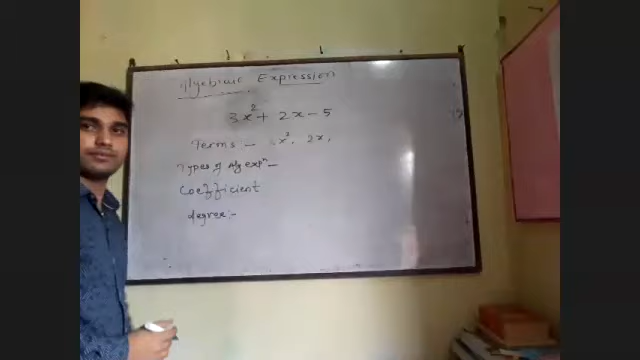 Algebraic Expression
3x² + 2x - 5
Terms - 3x², 2x,
Types of Alg expⁿ -
Coefficient
degree :-